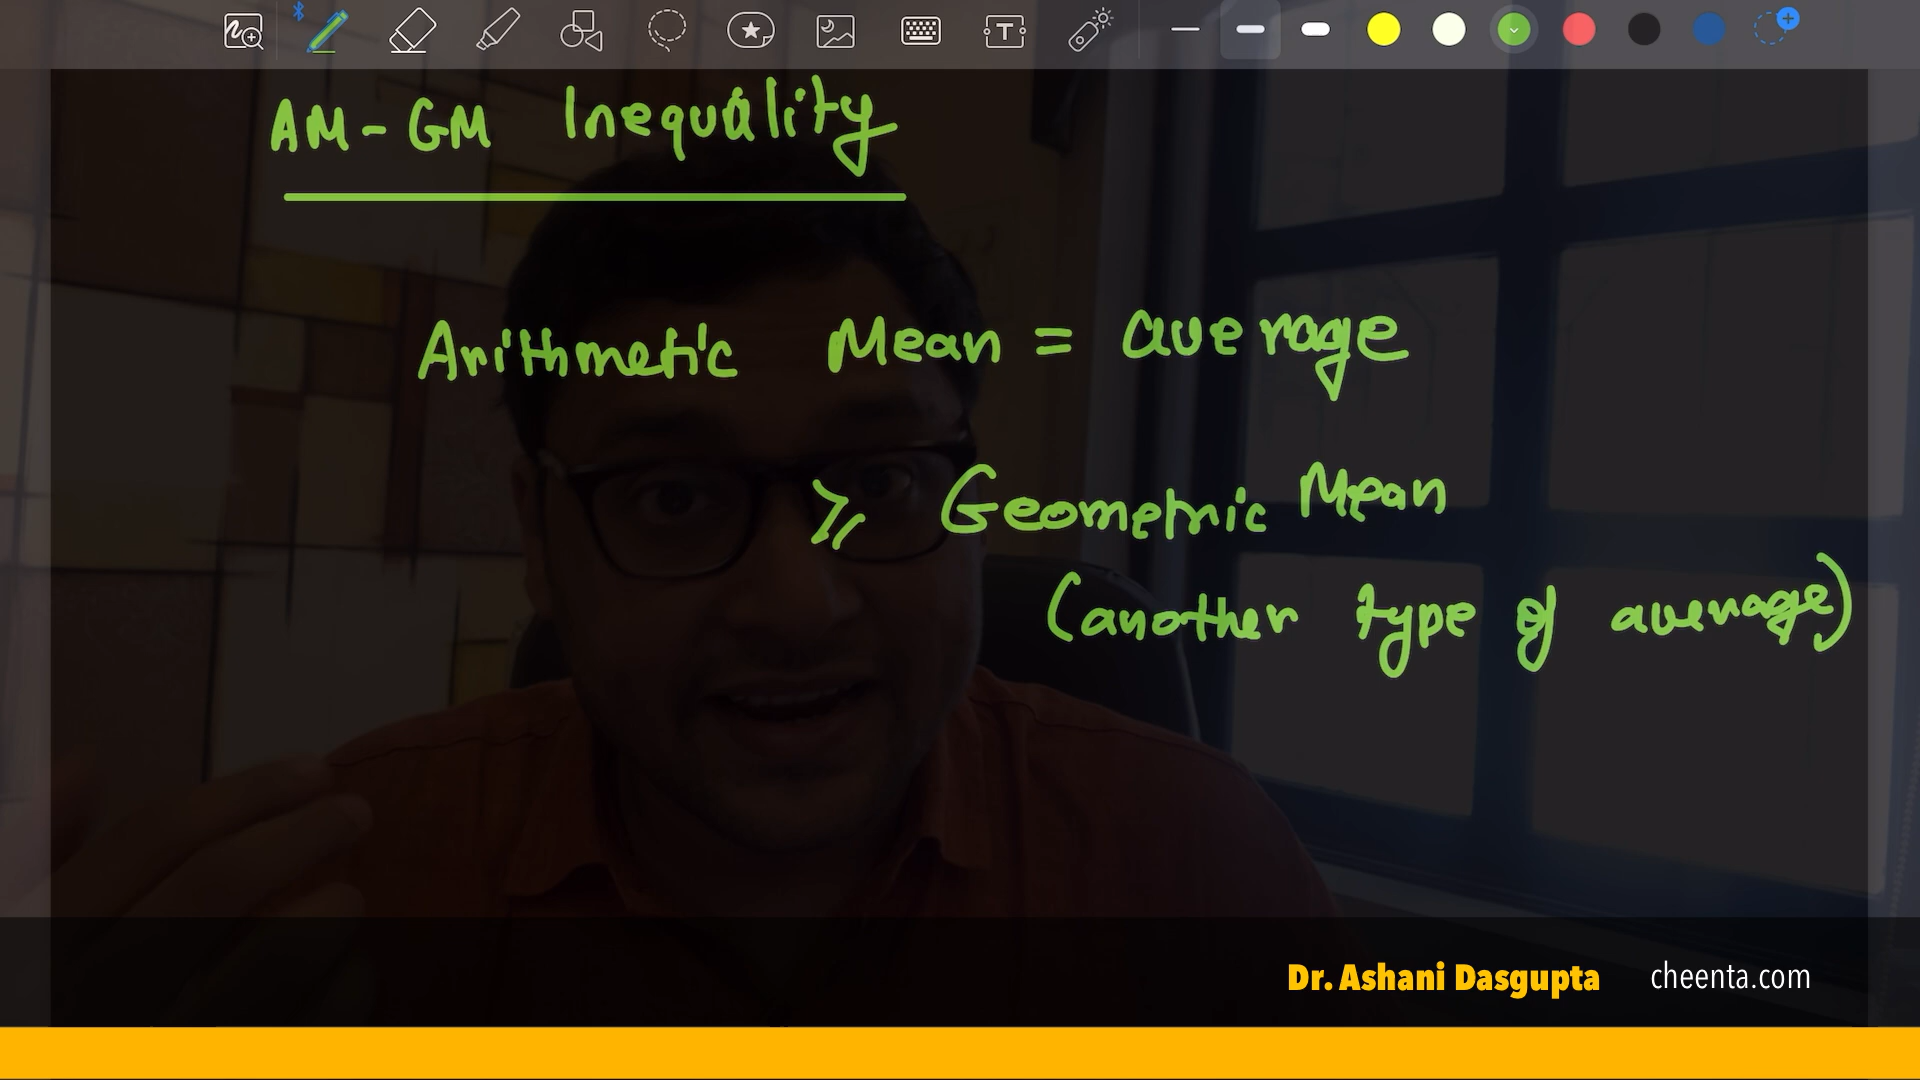 AM-GM Inequality
Arithmetic Mean = average
⩾ Geometric Mean
(another type of average)
Dr. Ashani Dasgupta cheenta.com